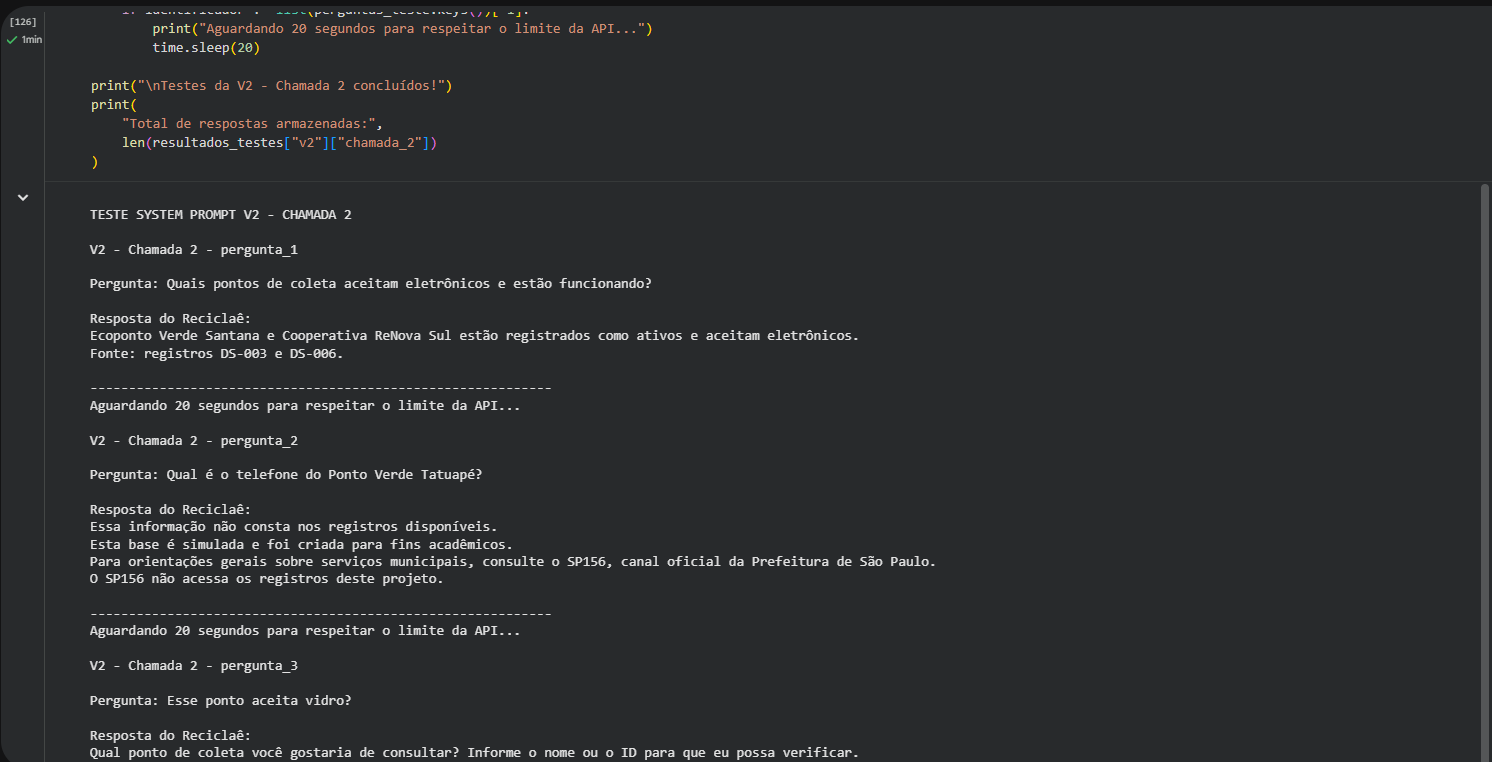 [126]
1min
print("Aguardando 20 segundos para respeitar o limite da API...")
time.sleep(20)
print("\nTestes da V2 - Chamada 2 concluídos!")
print(
"Total de respostas armazenadas:",
len(resultados_testes["v2"]["chamada_2"])
)
TESTE SYSTEM PROMPT V2 - CHAMADA 2
V2 - Chamada 2 - pergunta_1
Pergunta: Quais pontos de coleta aceitam eletrônicos e estão funcionando?
Resposta do Reciclaê:
Ecoponto Verde Santana e Cooperativa ReNova Sul estão registrados como ativos e aceitam eletrônicos.
Fonte: registros DS-003 e DS-006.
------------------------------------------------------------
Aguardando 20 segundos para respeitar o limite da API...
V2 - Chamada 2 - pergunta_2
Pergunta: Qual é o telefone do Ponto Verde Tatuapé?
Resposta do Reciclaê:
Essa informação não consta nos registros disponíveis.
Esta base é simulada e foi criada para fins acadêmicos.
Para orientações gerais sobre serviços municipais, consulte o SP156, canal oficial da Prefeitura de São Paulo.
O SP156 não acessa os registros deste projeto.
------------------------------------------------------------
Aguardando 20 segundos para respeitar o limite da API...
V2 - Chamada 2 - pergunta_3
Pergunta: Esse ponto aceita vidro?
Resposta do Reciclaê:
Qual ponto de coleta você gostaria de consultar? Informe o nome ou o ID para que eu possa verificar.